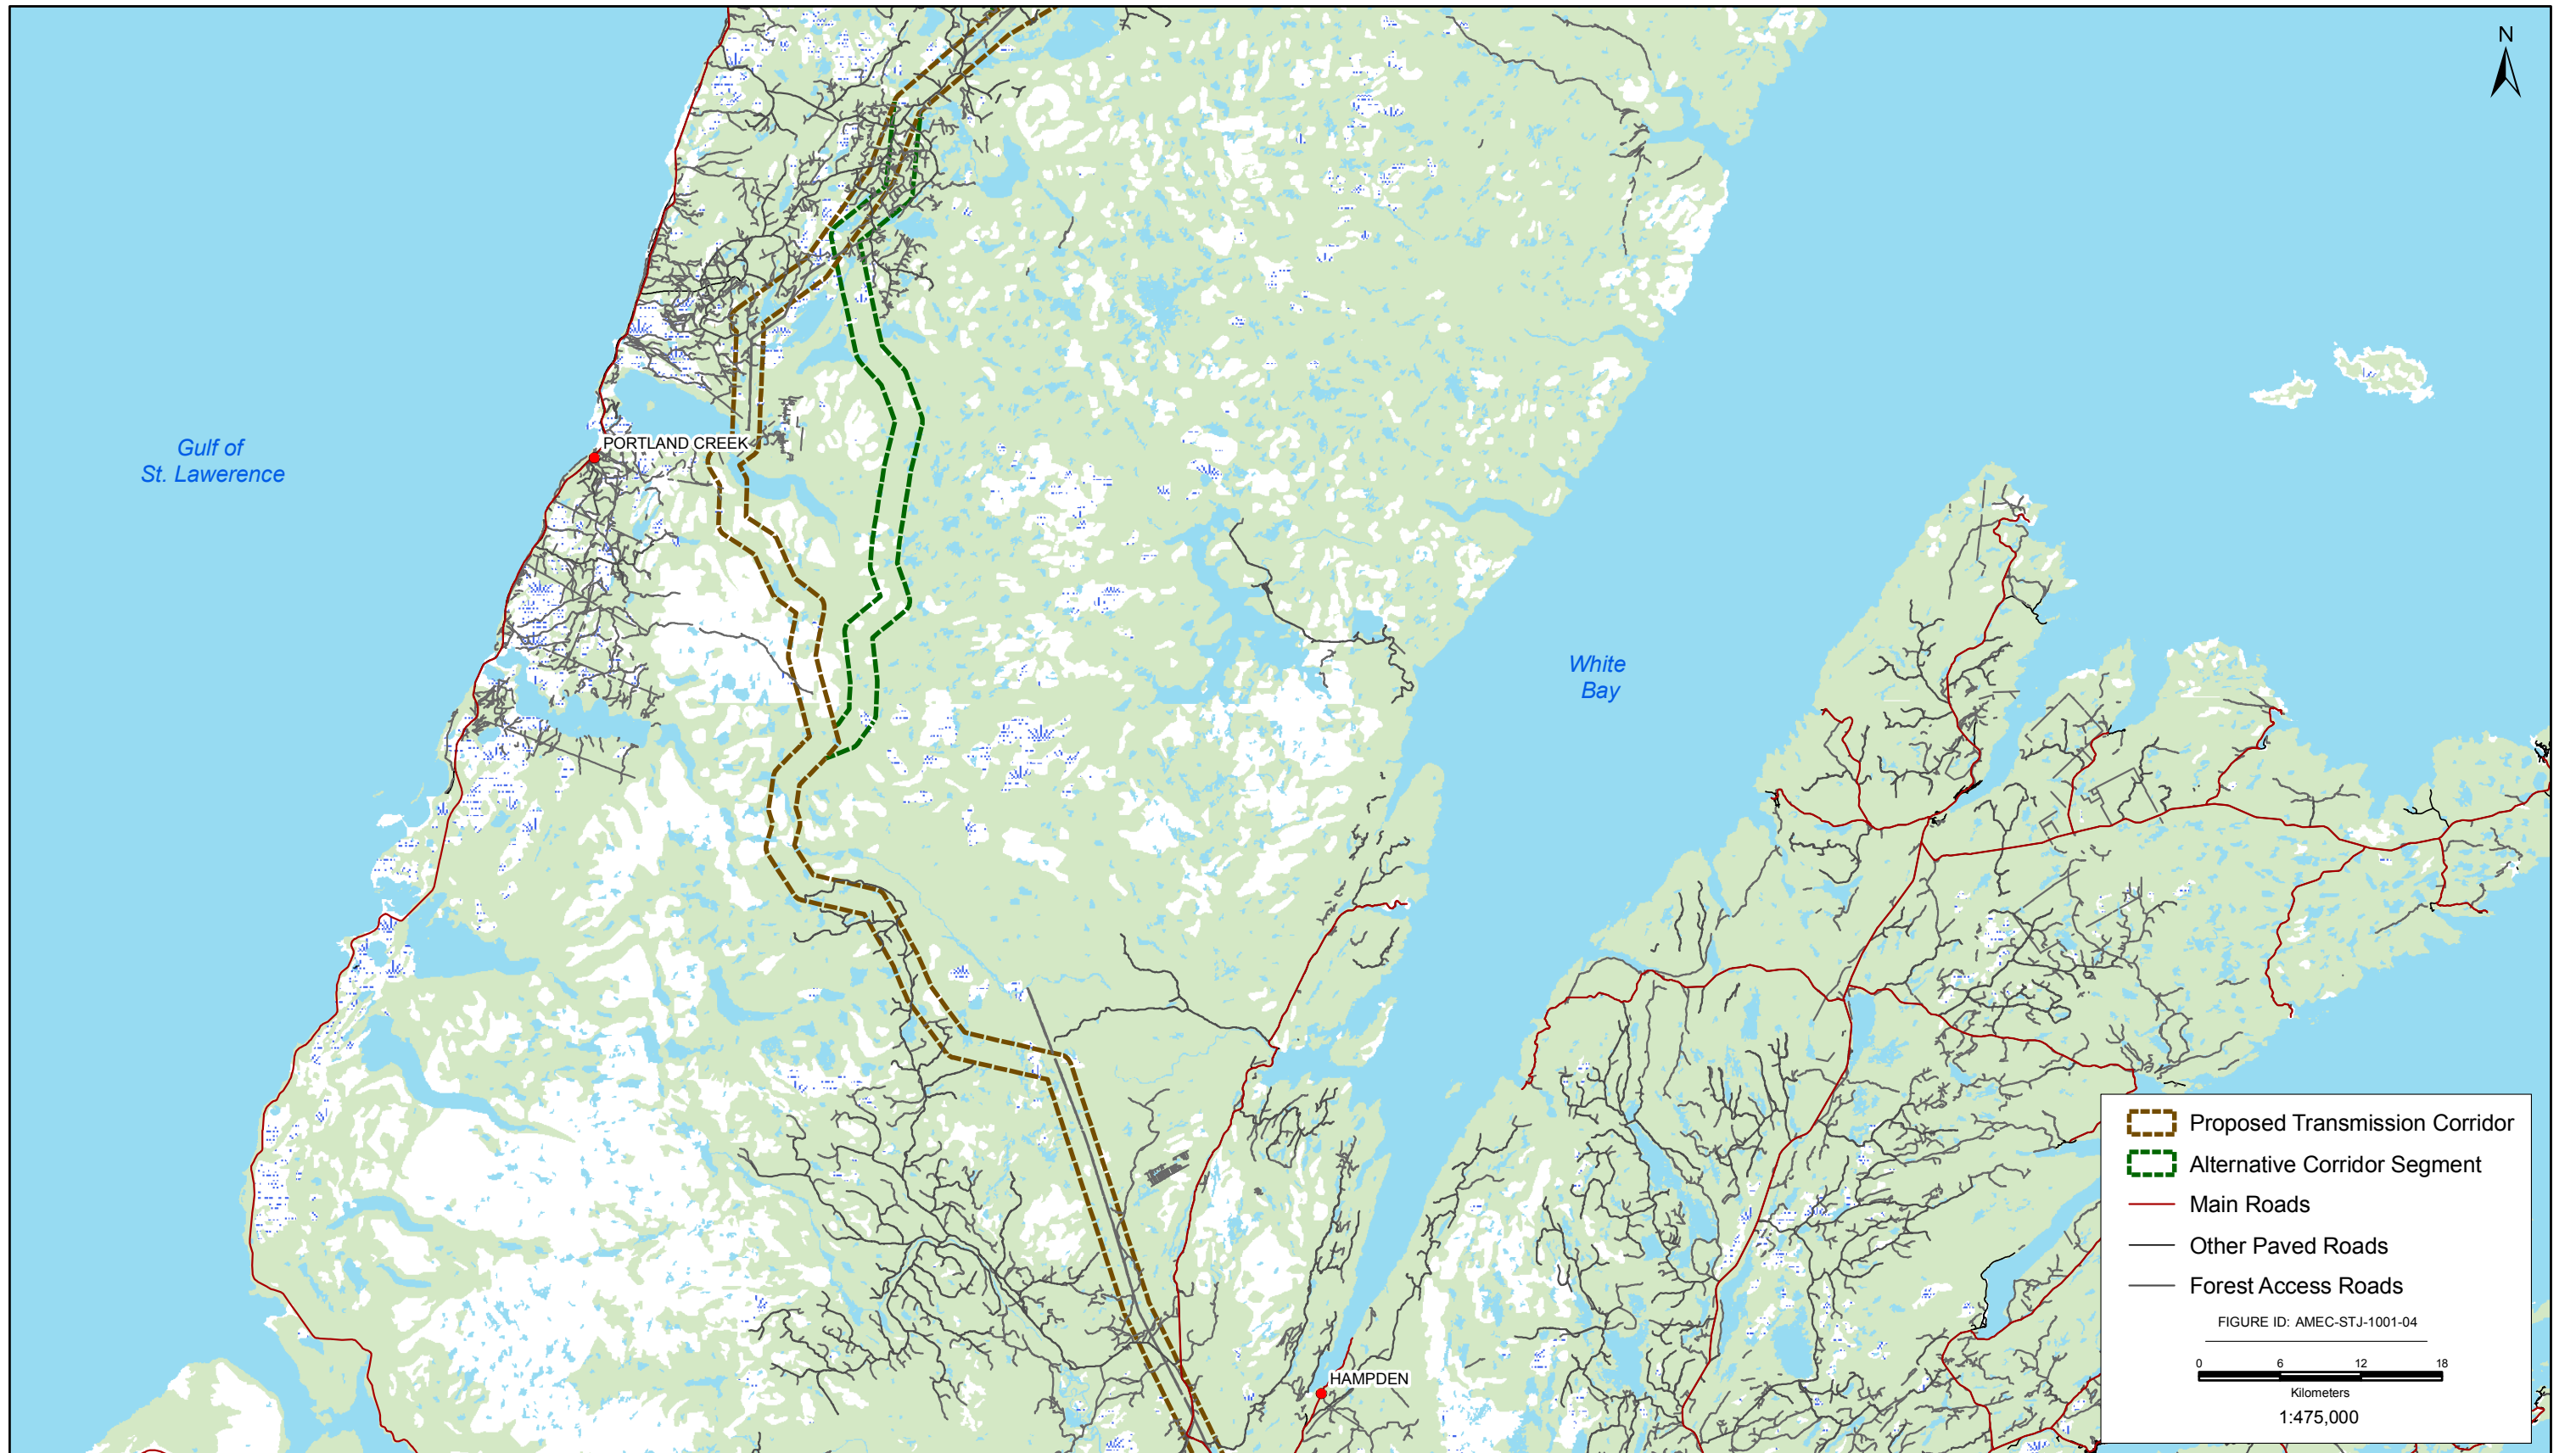 N
Gulf of
St. Lawerence
PORTLAND CREEK
White
Bay
HAMPDEN
Proposed Transmission Corridor
Alternative Corridor Segment
Main Roads
Other Paved Roads
Forest Access Roads
FIGURE ID: AMEC-STJ-1001-04
0 6 12 18
Kilometers
1:475,000